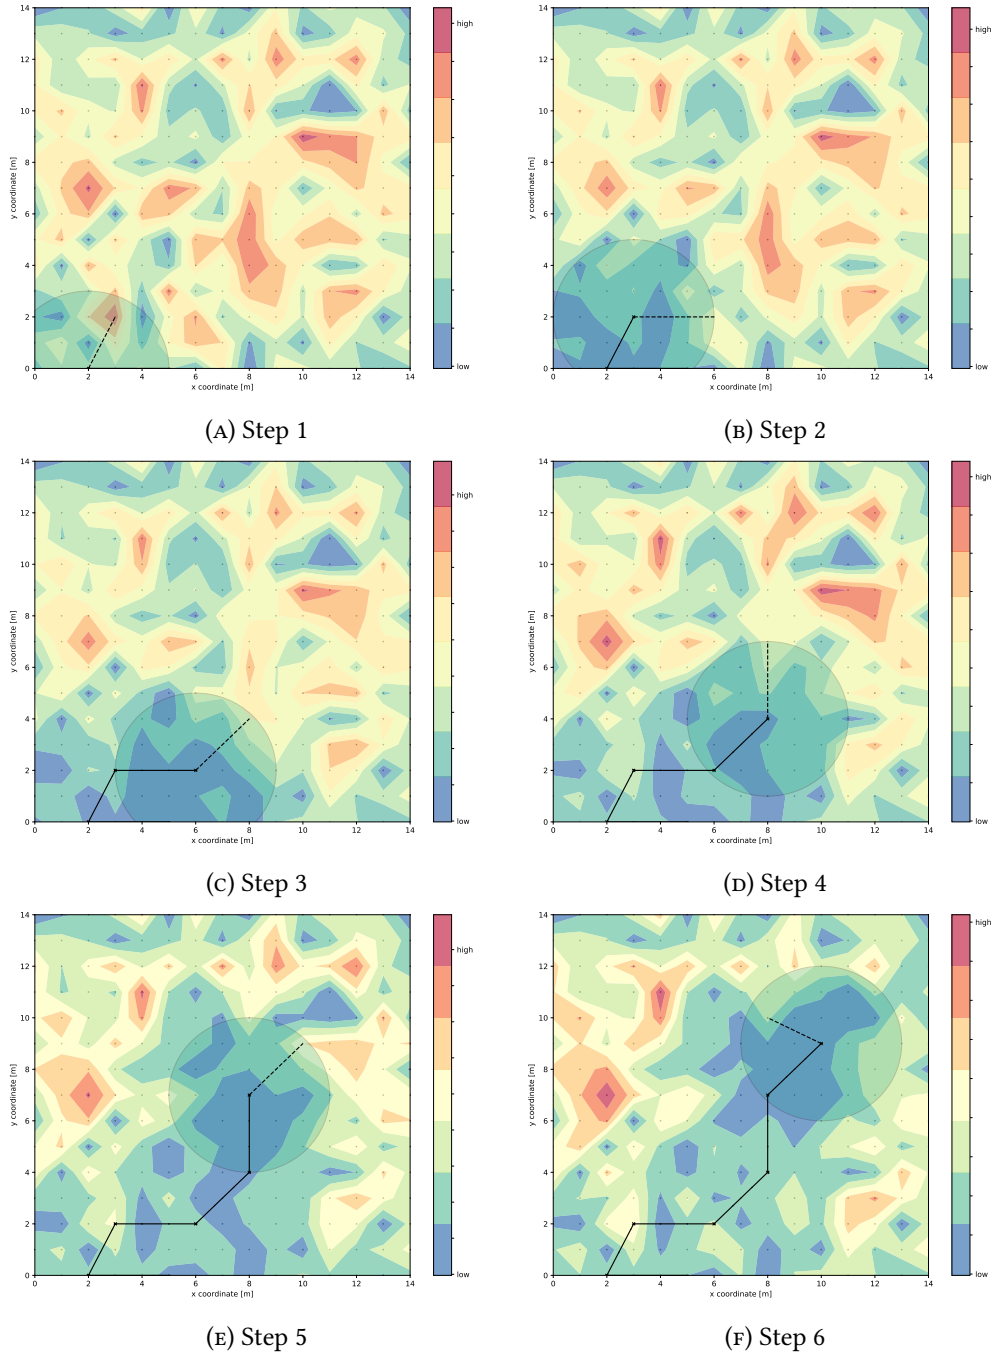 14
12
10
8
6
4
2
0
y coordinate [m]
0 2 4 6 8 10 12 14
x coordinate [m]
high
low
(A) Step 1
14
12
10
8
6
4
2
0
y coordinate [m]
0 2 4 6 8 10 12 14
x coordinate [m]
high
low
(B) Step 2
14
12
10
8
6
4
2
0
y coordinate [m]
0 2 4 6 8 10 12 14
x coordinate [m]
high
low
(C) Step 3
14
12
10
8
6
4
2
0
y coordinate [m]
0 2 4 6 8 10 12 14
x coordinate [m]
high
low
(D) Step 4
14
12
10
8
6
4
2
0
y coordinate [m]
0 2 4 6 8 10 12 14
x coordinate [m]
high
low
(E) Step 5
14
12
10
8
6
4
2
0
y coordinate [m]
0 2 4 6 8 10 12 14
x coordinate [m]
high
low
(F) Step 6